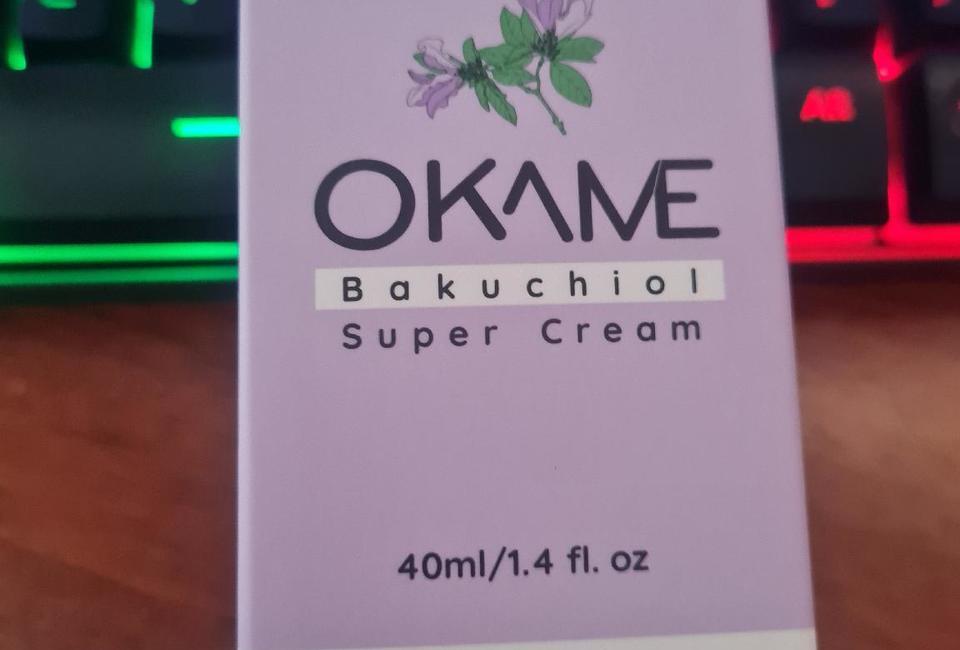 OKAME
Bakuchiol
Super Cream
40ml/1.4 fl. oz